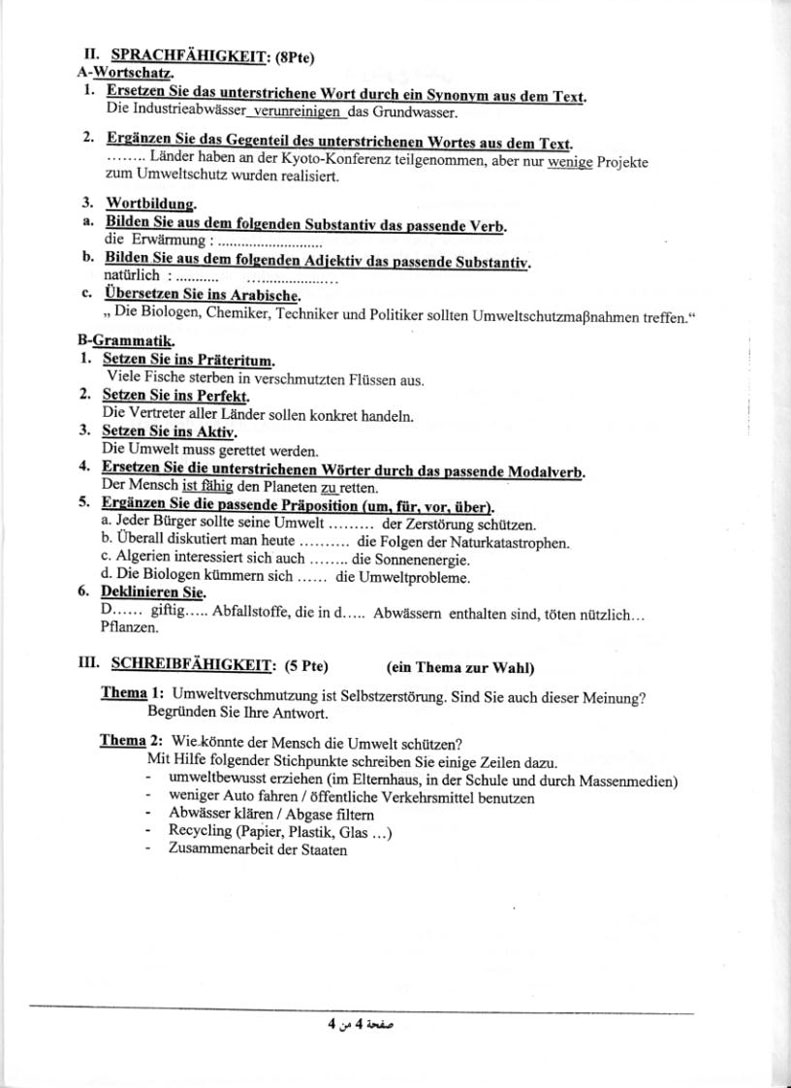 II. SPRACHFÄHIGKEIT: (8Pte)
A-Wortschatz.
1. Ersetzen Sie das unterstrichene Wort durch ein Synonym aus dem Text.
Die Industrieabwässer verunreinigen das Grundwasser.
2. Ergänzen Sie das Gegenteil des unterstrichenen Wortes aus dem Text.
........ Länder haben an der Kyoto-Konferenz teilgenommen, aber nur wenige Projekte
zum Umweltschutz wurden realisiert.
3. Wortbildung.
a. Bilden Sie aus dem folgenden Substantiv das passende Verb.
die Erwärmung : ...........................
b. Bilden Sie aus dem folgenden Adjektiv das passende Substantiv.
natürlich : ........... ........................
c. Übersetzen Sie ins Arabische.
„ Die Biologen, Chemiker, Techniker und Politiker sollten Umweltschutzmaβnahmen treffen.“
B-Grammatik.
1. Setzen Sie ins Präteritum.
Viele Fische sterben in verschmutzten Flüssen aus.
2. Setzen Sie ins Perfekt.
Die Vertreter aller Länder sollen konkret handeln.
3. Setzen Sie ins Aktiv.
Die Umwelt muss gerettet werden.
4. Ersetzen Sie die unterstrichenen Wörter durch das passende Modalverb.
Der Mensch ist fähig den Planeten zu retten.
5. Ergänzen Sie die passende Präposition (um, für, vor, über).
a. Jeder Bürger sollte seine Umwelt ......... der Zerstörung schützen.
b. Überall diskutiert man heute .......... die Folgen der Naturkatastrophen.
c. Algerien interessiert sich auch ........ die Sonnenenergie.
d. Die Biologen kümmern sich ...... die Umweltprobleme.
6. Deklinieren Sie.
D...... giftig..... Abfallstoffe, die in d..... Abwässern enthalten sind, töten nützlich...
Pflanzen.
III. SCHREIBFÄHIGKEIT: (5 Pte) (ein Thema zur Wahl)
Thema 1: Umweltverschmutzung ist Selbstzerstörung. Sind Sie auch dieser Meinung?
Begründen Sie Ihre Antwort.
Thema 2: Wie könnte der Mensch die Umwelt schützen?
Mit Hilfe folgender Stichpunkte schreiben Sie einige Zeilen dazu.
- umweltbewusst erziehen (im Elternhaus, in der Schule und durch Massenmedien)
- weniger Auto fahren / öffentliche Verkehrsmittel benutzen
- Abwässer klären / Abgase filtern
- Recycling (Papier, Plastik, Glas ...)
- Zusammenarbeit der Staaten
صفحة 4 من 4